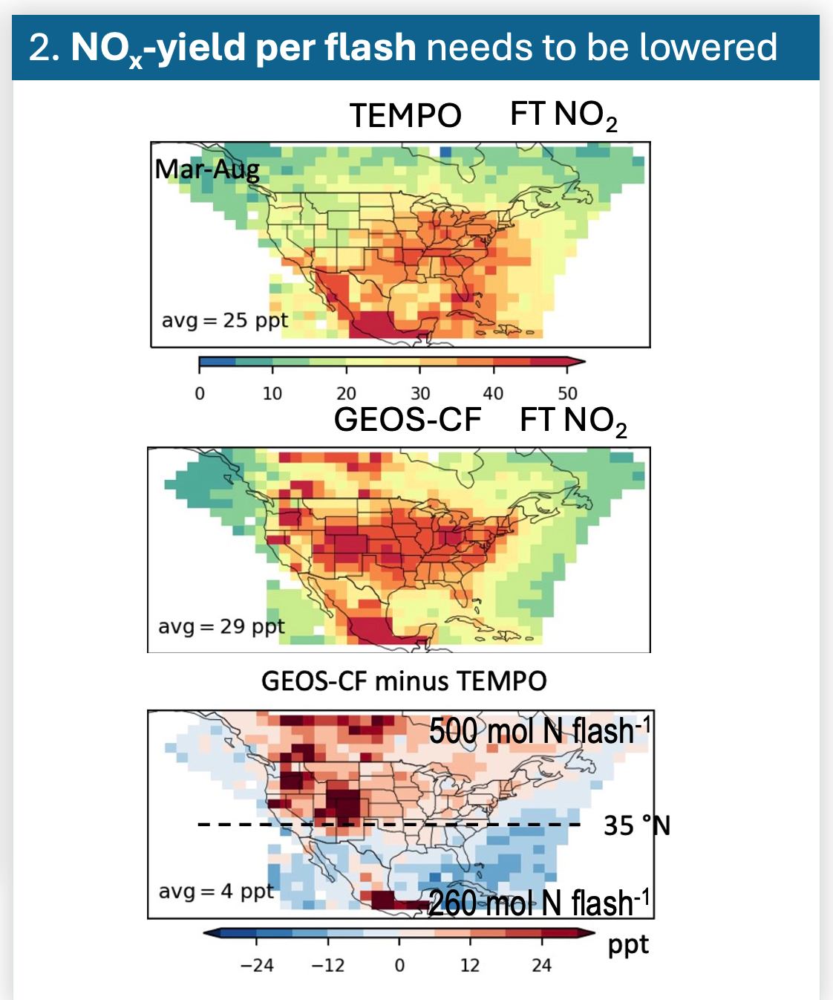 2. NOₓ-yield per flash needs to be lowered
TEMPO FT NO₂
Mar-Aug
avg = 25 ppt
0 10 20 30 40 50
GEOS-CF FT NO₂
avg = 29 ppt
GEOS-CF minus TEMPO
500 mol N flash⁻¹
35 °N
avg = 4 ppt
260 mol N flash⁻¹
ppt
−24 −12 0 12 24